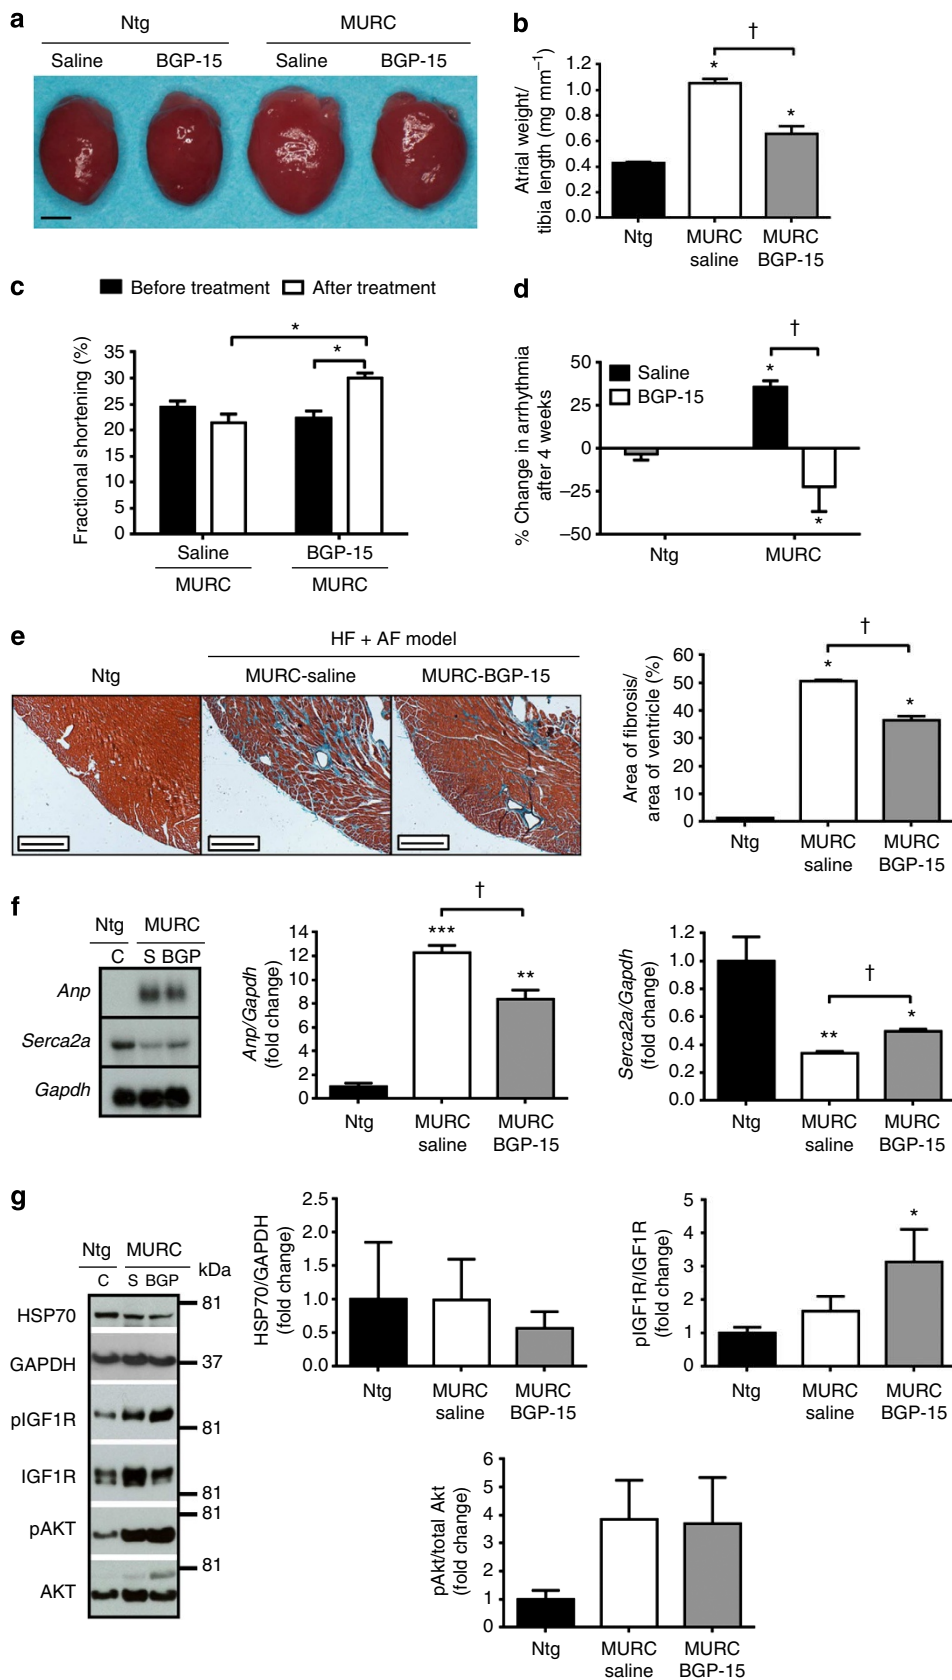 a
Ntg MURC
Saline BGP-15 Saline BGP-15
b
†
*
*
Atrial weight/
tibia length (mg mm⁻¹)
1.2
1.0
0.8
0.6
0.4
0.2
0.0
Ntg MURC saline MURC BGP-15
c
Before treatment After treatment
*
*
Fractional shortening (%)
35
30
25
20
15
10
5
0
Saline BGP-15
MURC MURC
d
†
*
*
Saline
BGP-15
% Change in arrhythmia
after 4 weeks
50
25
0
−25
−50
Ntg MURC
e
HF + AF model
Ntg MURC-saline MURC-BGP-15
†
*
*
Area of fibrosis/
area of ventricle (%)
60
50
40
30
20
10
0
Ntg MURC saline MURC BGP-15
f
Ntg MURC
C S BGP
Anp
Serca2a
Gapdh
†
***
**
Anp/Gapdh
(fold change)
14
12
10
8
6
4
2
0
Ntg MURC saline MURC BGP-15
†
**
*
Serca2a/Gapdh
(fold change)
1.2
1.0
0.8
0.6
0.4
0.2
0.0
Ntg MURC saline MURC BGP-15
g
Ntg MURC
C S BGP kDa
HSP70 81
GAPDH 37
pIGF1R 81
IGF1R 81
pAKT 81
AKT 81
HSP70/GAPDH
(fold change)
2.5
2.0
1.5
1.0
0.5
0.0
Ntg MURC saline MURC BGP-15
*
pIGF1R/IGF1R
(fold change)
5
4
3
2
1
0
Ntg MURC saline MURC BGP-15
pAkt/total Akt
(fold change)
6
5
4
3
2
1
0
Ntg MURC saline MURC BGP-15